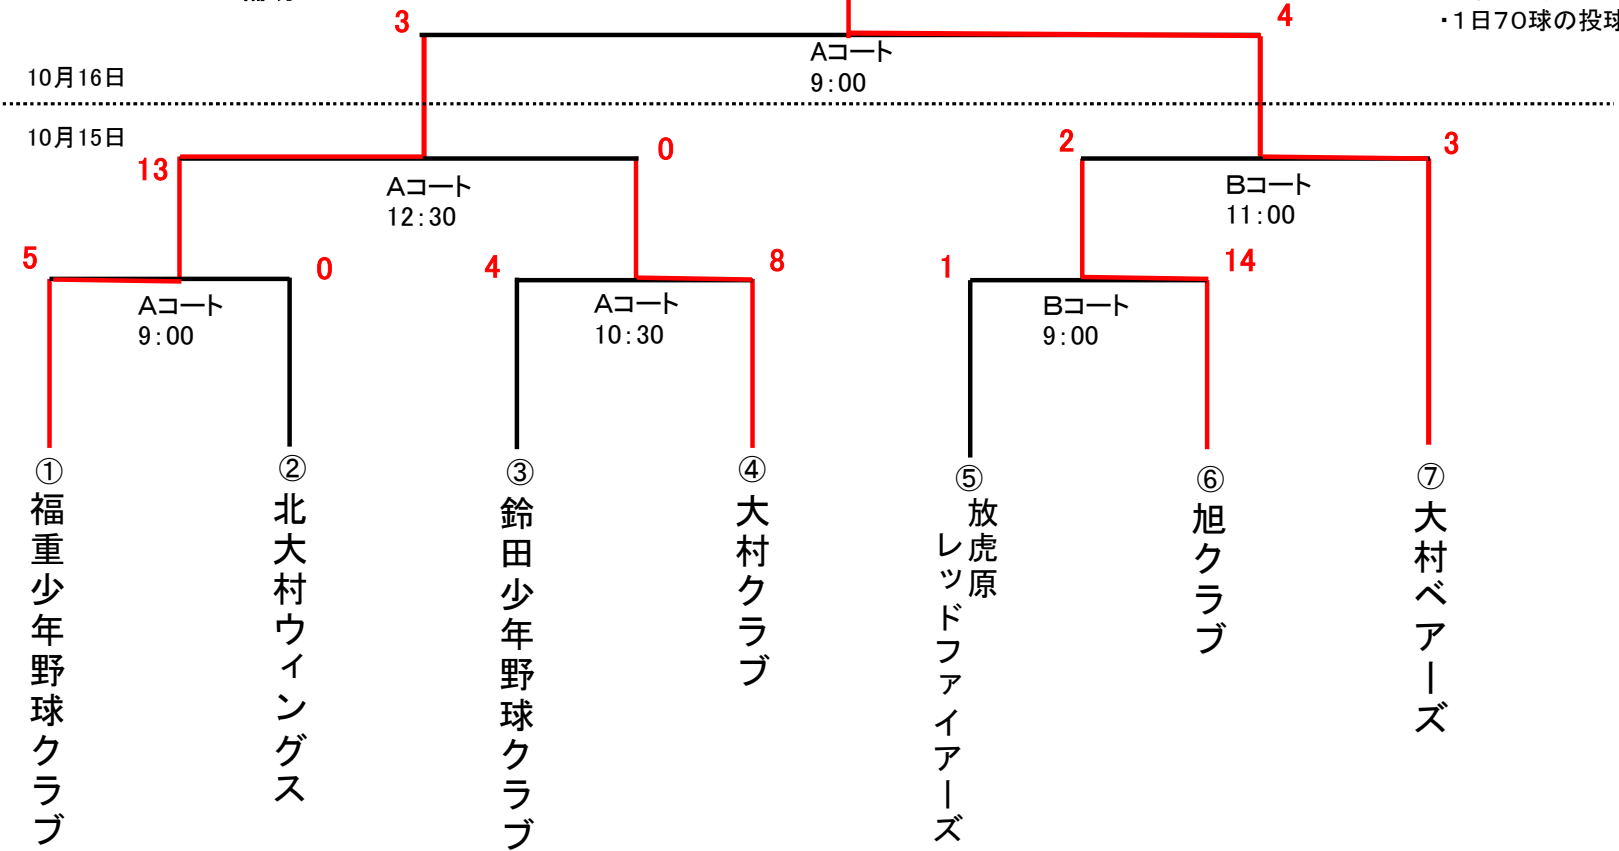 3
4
・1日70球の投球
Aコート
9:00
10月16日
10月15日
13
0
2
3
Aコート
12:30
Bコート
11:00
5
0
4
8
1
14
Aコート
9:00
Aコート
10:30
Bコート
9:00
①福重少年野球クラブ
②北大村ウィングス
③鈴田少年野球クラブ
④大村クラブ
⑤放虎原
レッドファイアーズ
⑥旭クラブ
⑦大村ベアーズ